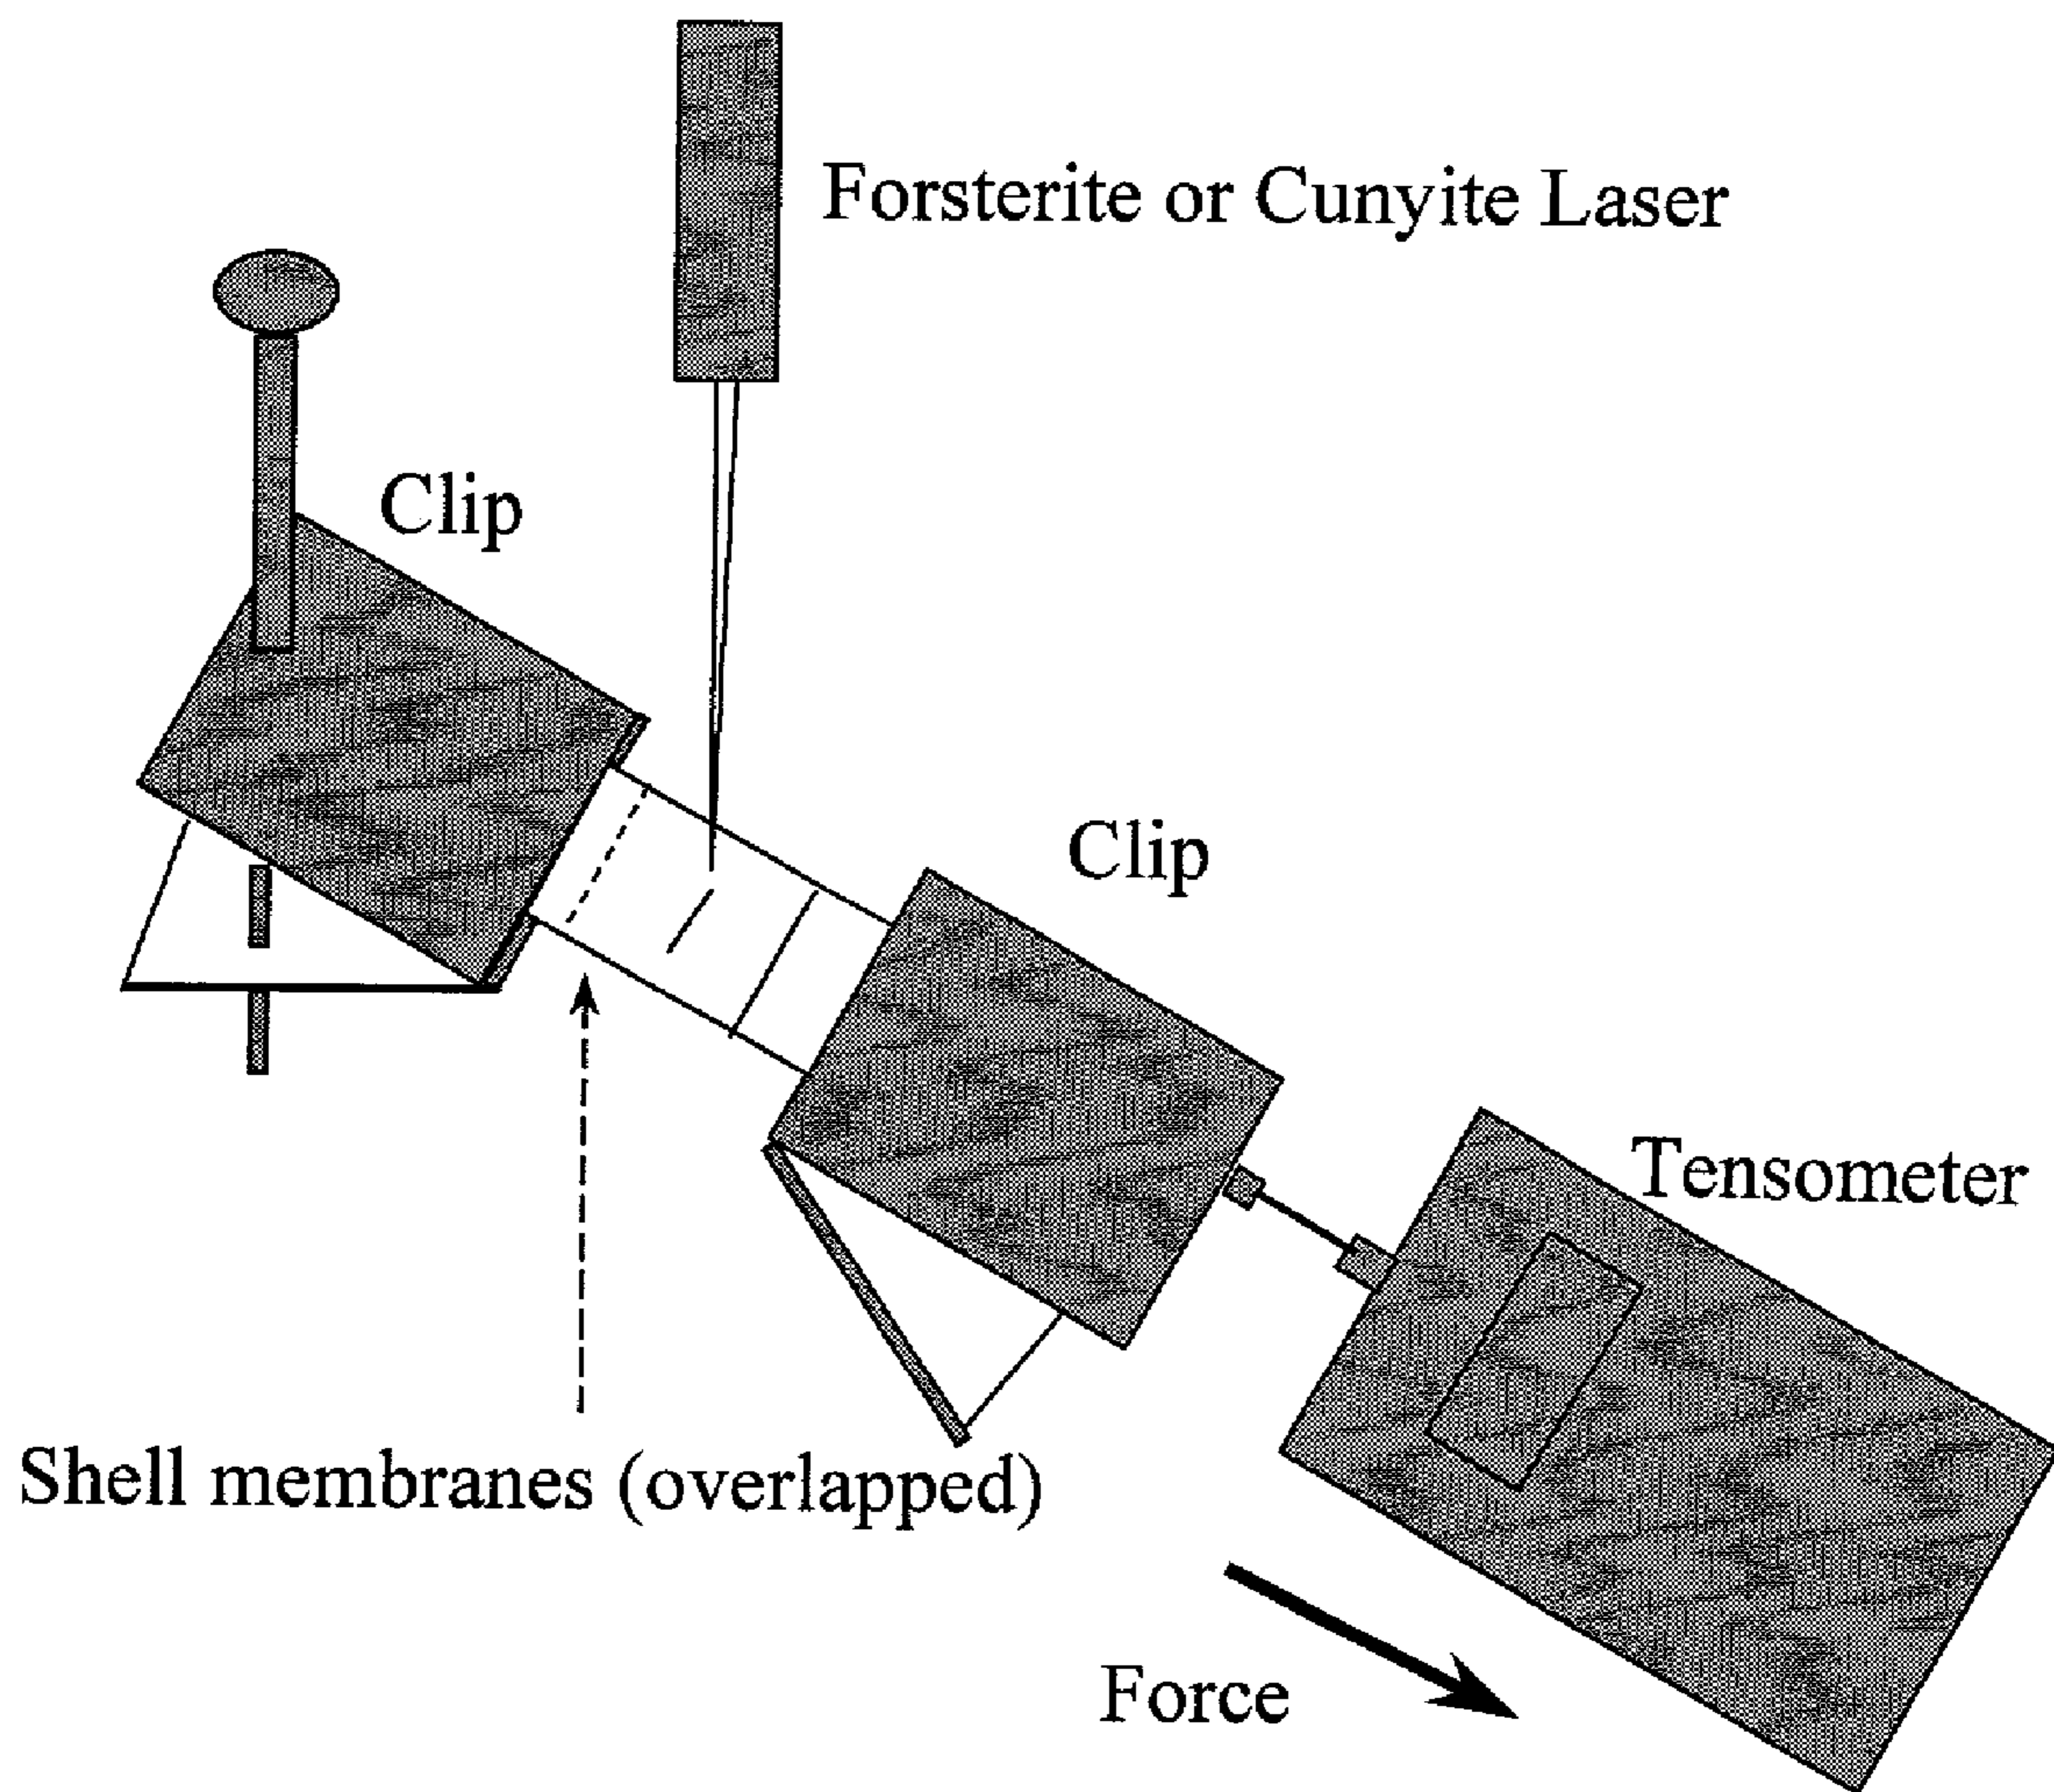 Forsterite or Cunyite Laser
Clip
Clip
Tensometer
Shell membranes (overlapped)
Force